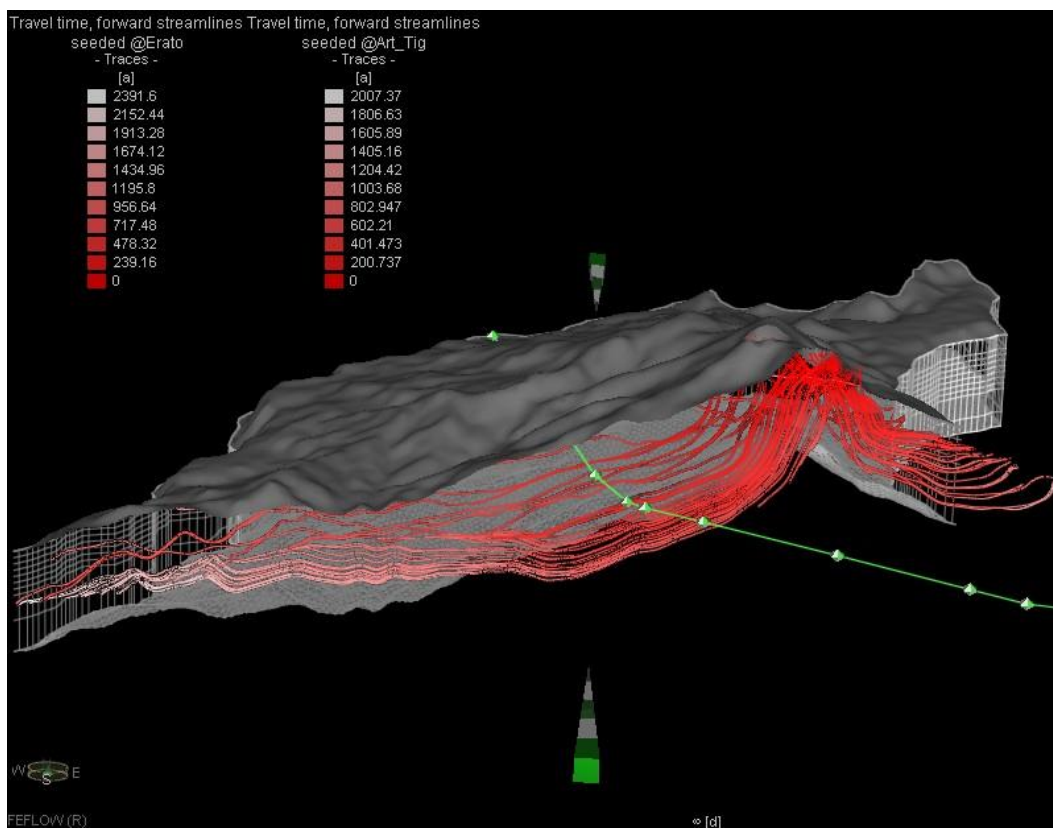 Travel time, forward streamlines Travel time, forward streamlines
seeded @Erato seeded @Art_Tig
- Traces - - Traces -
[a] [a]
2391.6 2007.37
2152.44 1806.63
1913.28 1605.89
1674.12 1405.16
1434.96 1204.42
1195.8 1003.68
956.64 802.947
717.48 602.21
478.32 401.473
239.16 200.737
0 0
W S E
FEFLOW (R) ∞ [d]